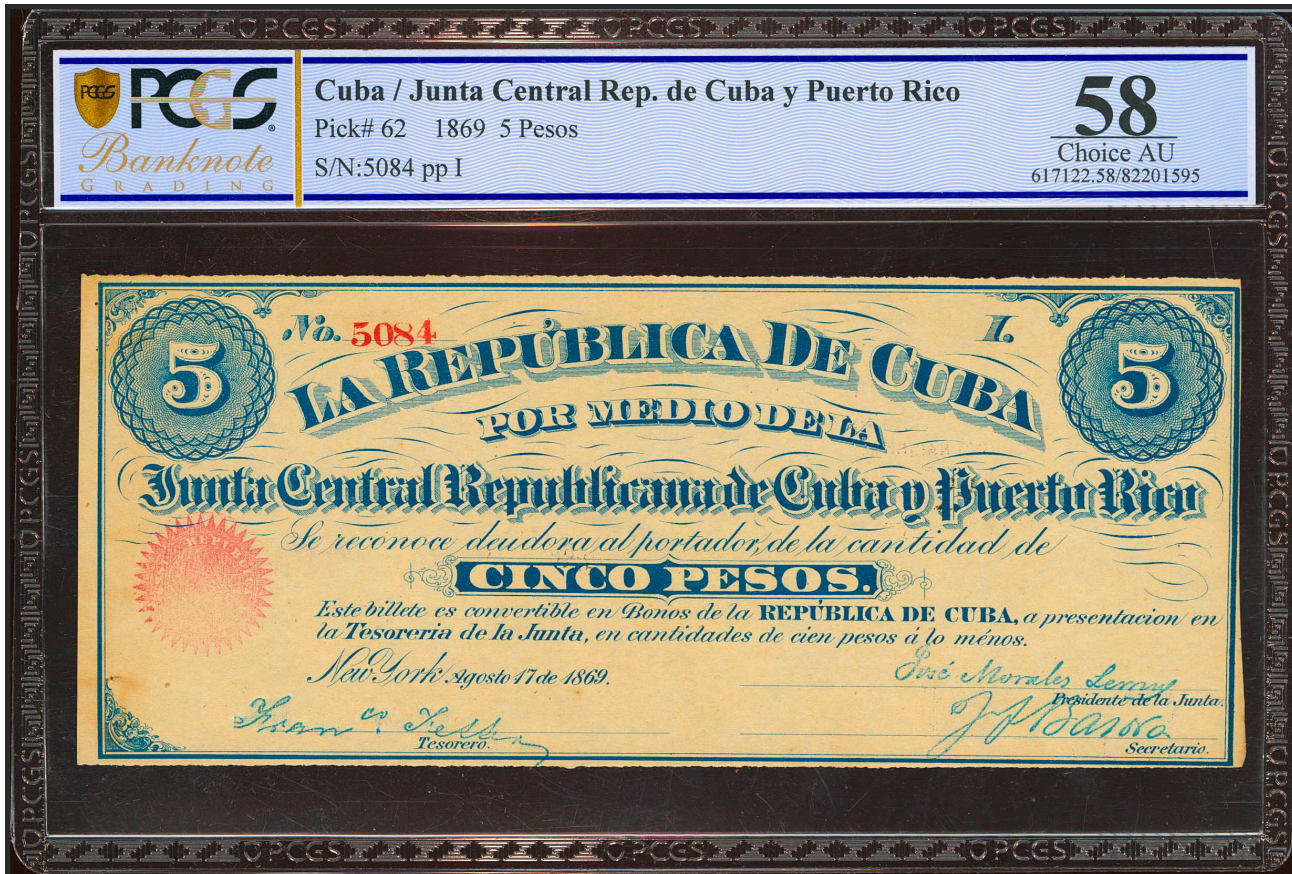 PCGS
PCGS
Banknote
GRADING
Cuba / Junta Central Rep. de Cuba y Puerto Rico
Pick# 62 1869 5 Pesos
S/N:5084 pp I
58
Choice AU
617122.58/82201595
No. 5084
I.
5
5
LA REPÚBLICA DE CUBA
POR MEDIO DE LA
Junta Central Republicana de Cuba y Puerto Rico
Se reconoce deudora al portador, de la cantidad de
CINCO PESOS.
Este billete es convertible en Bonos de la REPÚBLICA DE CUBA, a presentacion en
la Tesoreria de la Junta, en cantidades de cien pesos á lo ménos.
New York Agosto 17 de 1869.
José Morales Lemus
Presidente de la Junta.
Tesorero.
Secretario.